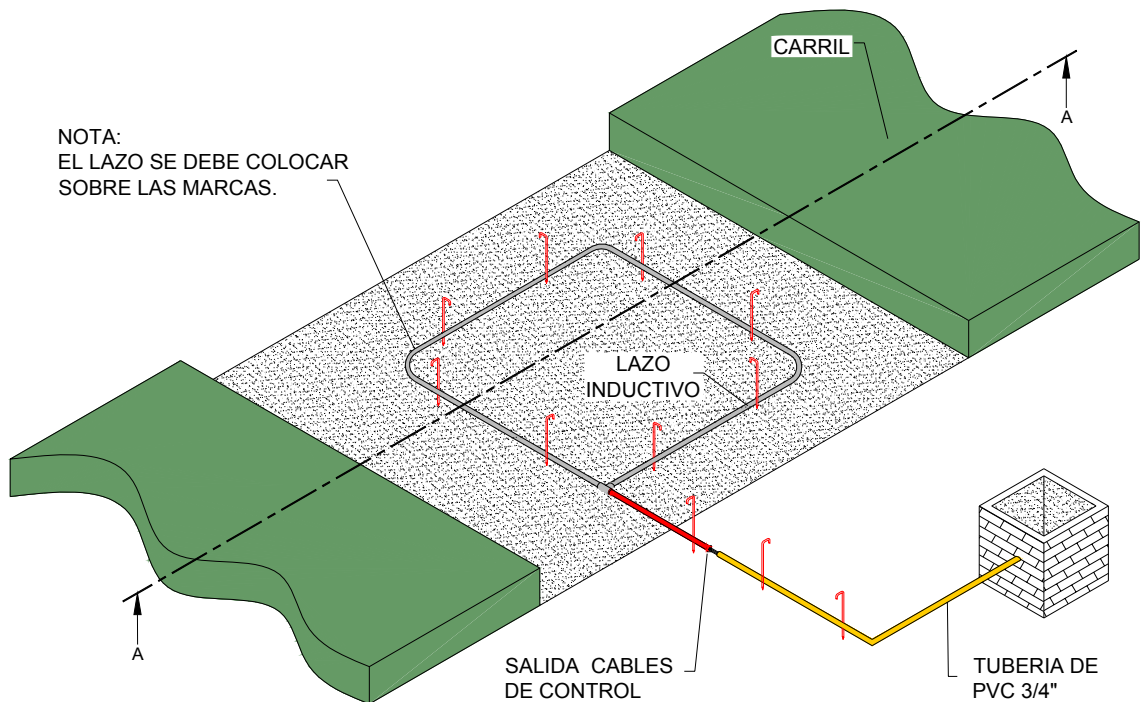 CARRIL
A
NOTA:
EL LAZO SE DEBE COLOCAR
SOBRE LAS MARCAS.
LAZO
INDUCTIVO
A
SALIDA CABLES
DE CONTROL
TUBERIA DE
PVC 3/4"